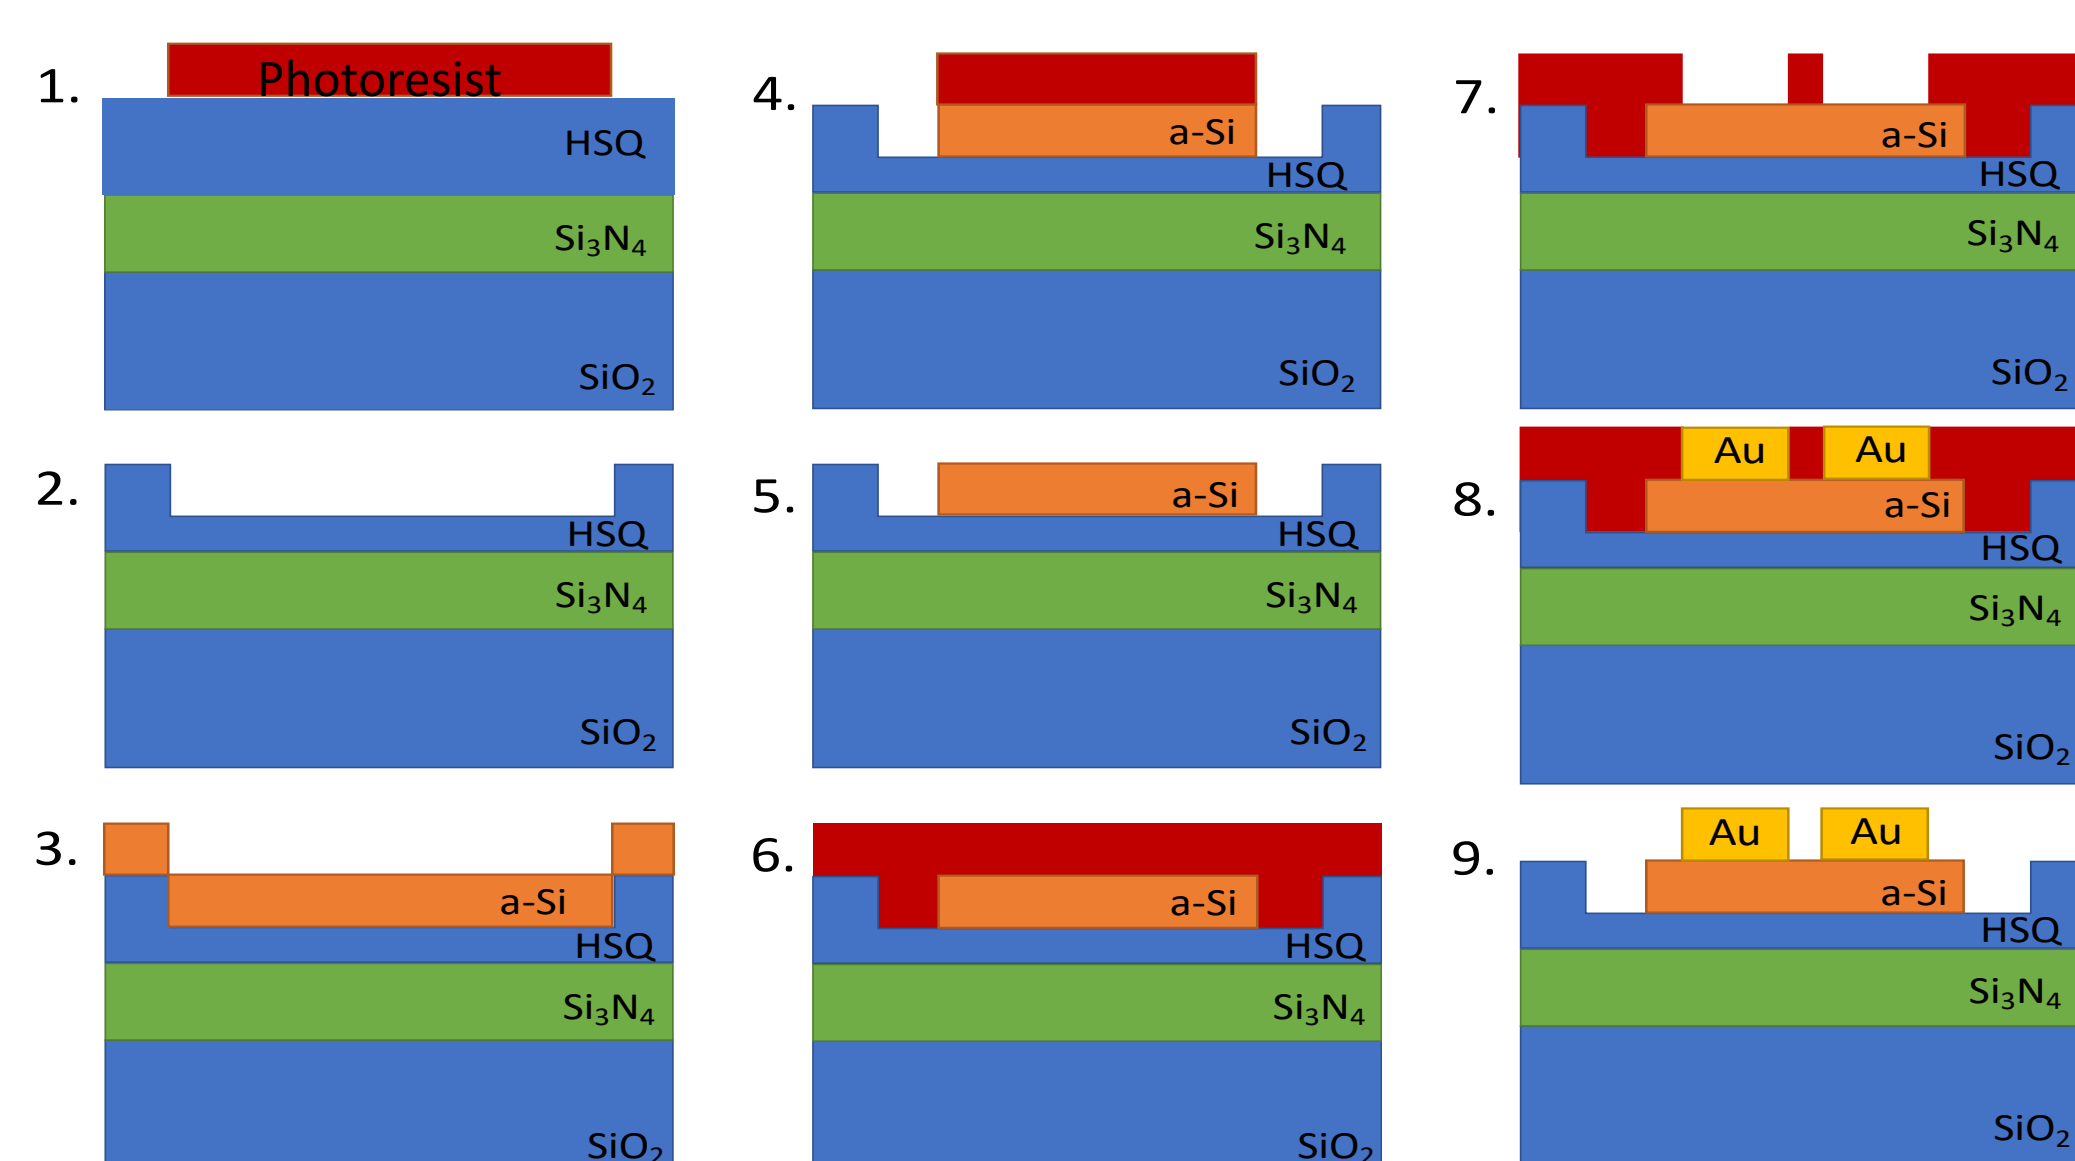 1.
Photoresist
HSQ
Si₃N₄
SiO₂
2.
HSQ
Si₃N₄
SiO₂
3.
a-Si
HSQ
Si₃N₄
SiO₂
4.
a-Si
HSQ
Si₃N₄
SiO₂
5.
a-Si
HSQ
Si₃N₄
SiO₂
6.
a-Si
HSQ
Si₃N₄
SiO₂
7.
a-Si
HSQ
Si₃N₄
SiO₂
8.
Au Au
a-Si
HSQ
Si₃N₄
SiO₂
9.
Au Au
a-Si
HSQ
Si₃N₄
SiO₂